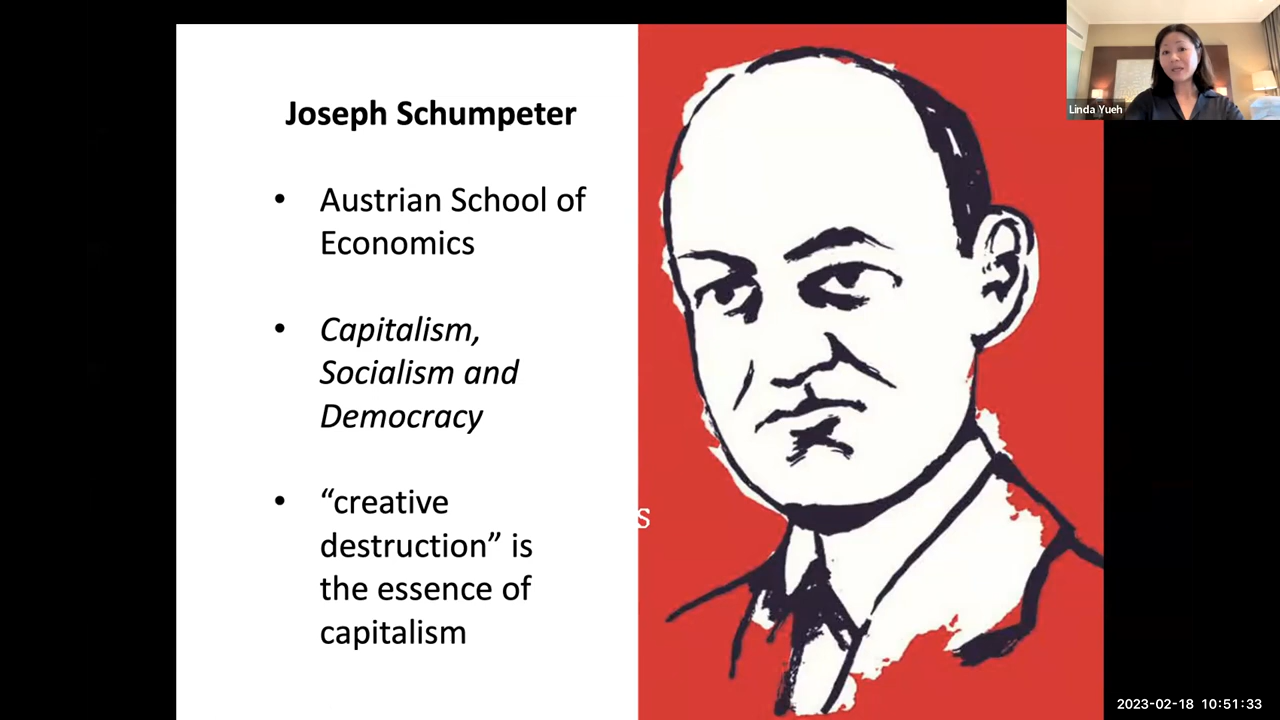 Joseph Schumpeter
• Austrian School of
Economics
• Capitalism,
Socialism and
Democracy
• “creative
destruction” is
the essence of
capitalism
s
Linda Yueh
2023-02-18 10:51:33